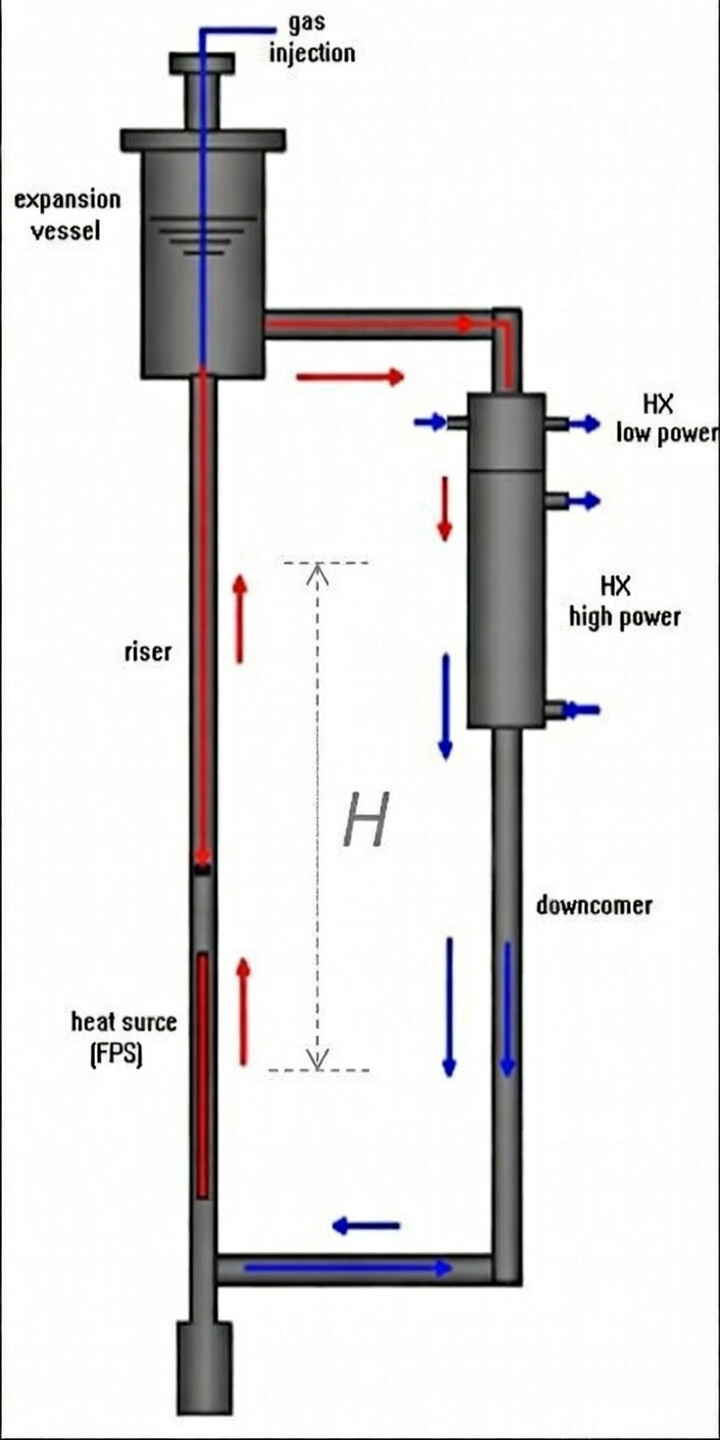 gas
injection
expansion
vessel
HX
low power
HX
high power
riser
H
downcomer
heat surce
(FPS)